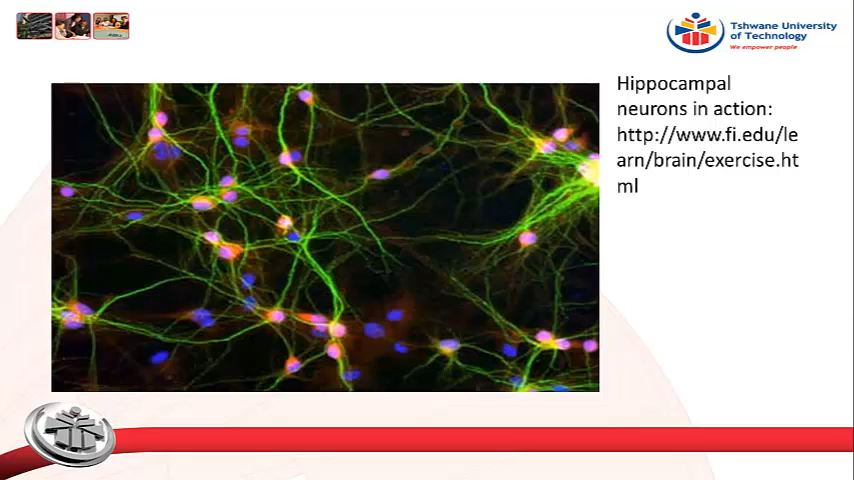 Tshwane University
of Technology
We empower people
Hippocampal
neurons in action:
http://www.fi.edu/le
arn/brain/exercise.ht
ml